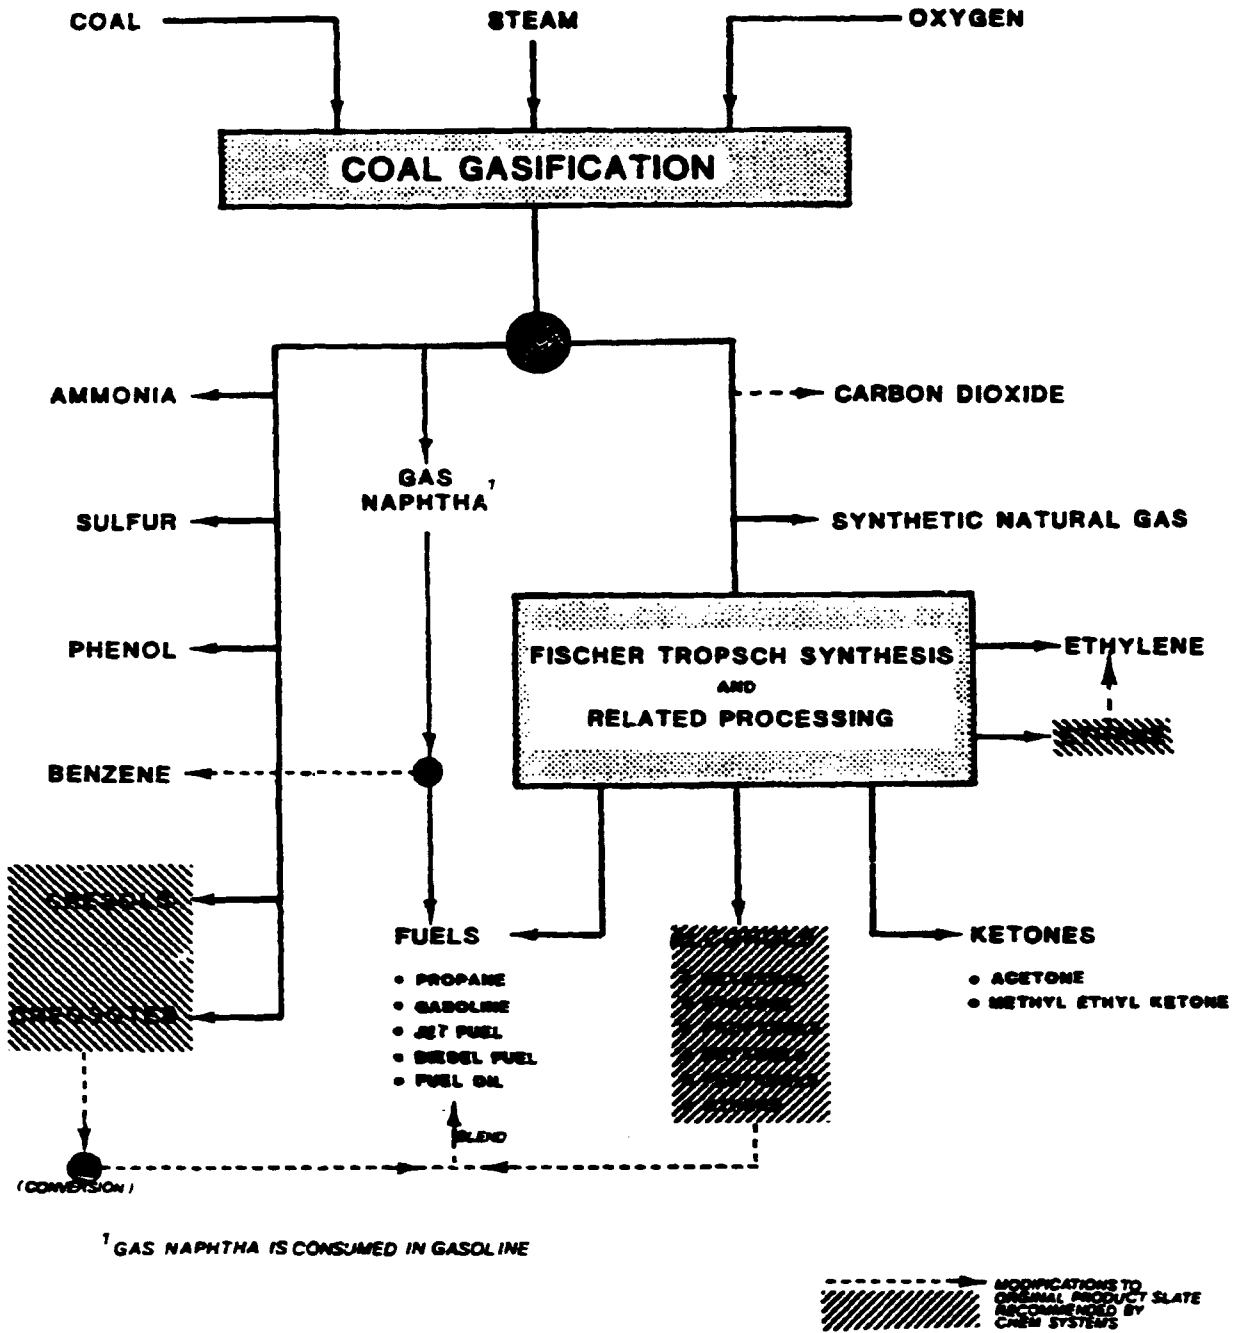 COAL
STEAM
OXYGEN
COAL GASIFICATION
AMMONIA
CARBON DIOXIDE
GAS
NAPHTHA1
SULFUR
SYNTHETIC NATURAL GAS
PHENOL
FISCHER TROPSCH SYNTHESIS
AND
RELATED PROCESSING
ETHYLENE
BENZENE
CRESOLS
FUELS
KETONES
• PROPANE
• GASOLINE
• JET FUEL
• DIESEL FUEL
• FUEL OIL
• ACETONE
• METHYL ETHYL KETONE
BLEND
(CONVERSION)
1 GAS NAPHTHA IS CONSUMED IN GASOLINE
MODIFICATIONS TO
ORIGINAL PRODUCT SLATE
RECOMMENDED BY
CHEM SYSTEMS